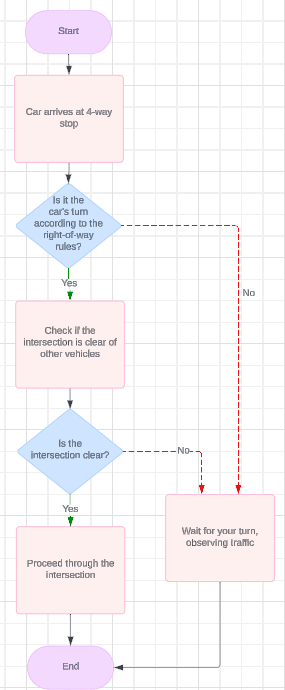 Start
Car arrives at 4-way
stop
Is it the
car's turn
according to the
right-of-way
rules?
No
Yes
Check if the
intersection is clear of
other vehicles
Is the
intersection clear?
No
Yes
Wait for your turn,
observing traffic
Proceed through the
intersection
End